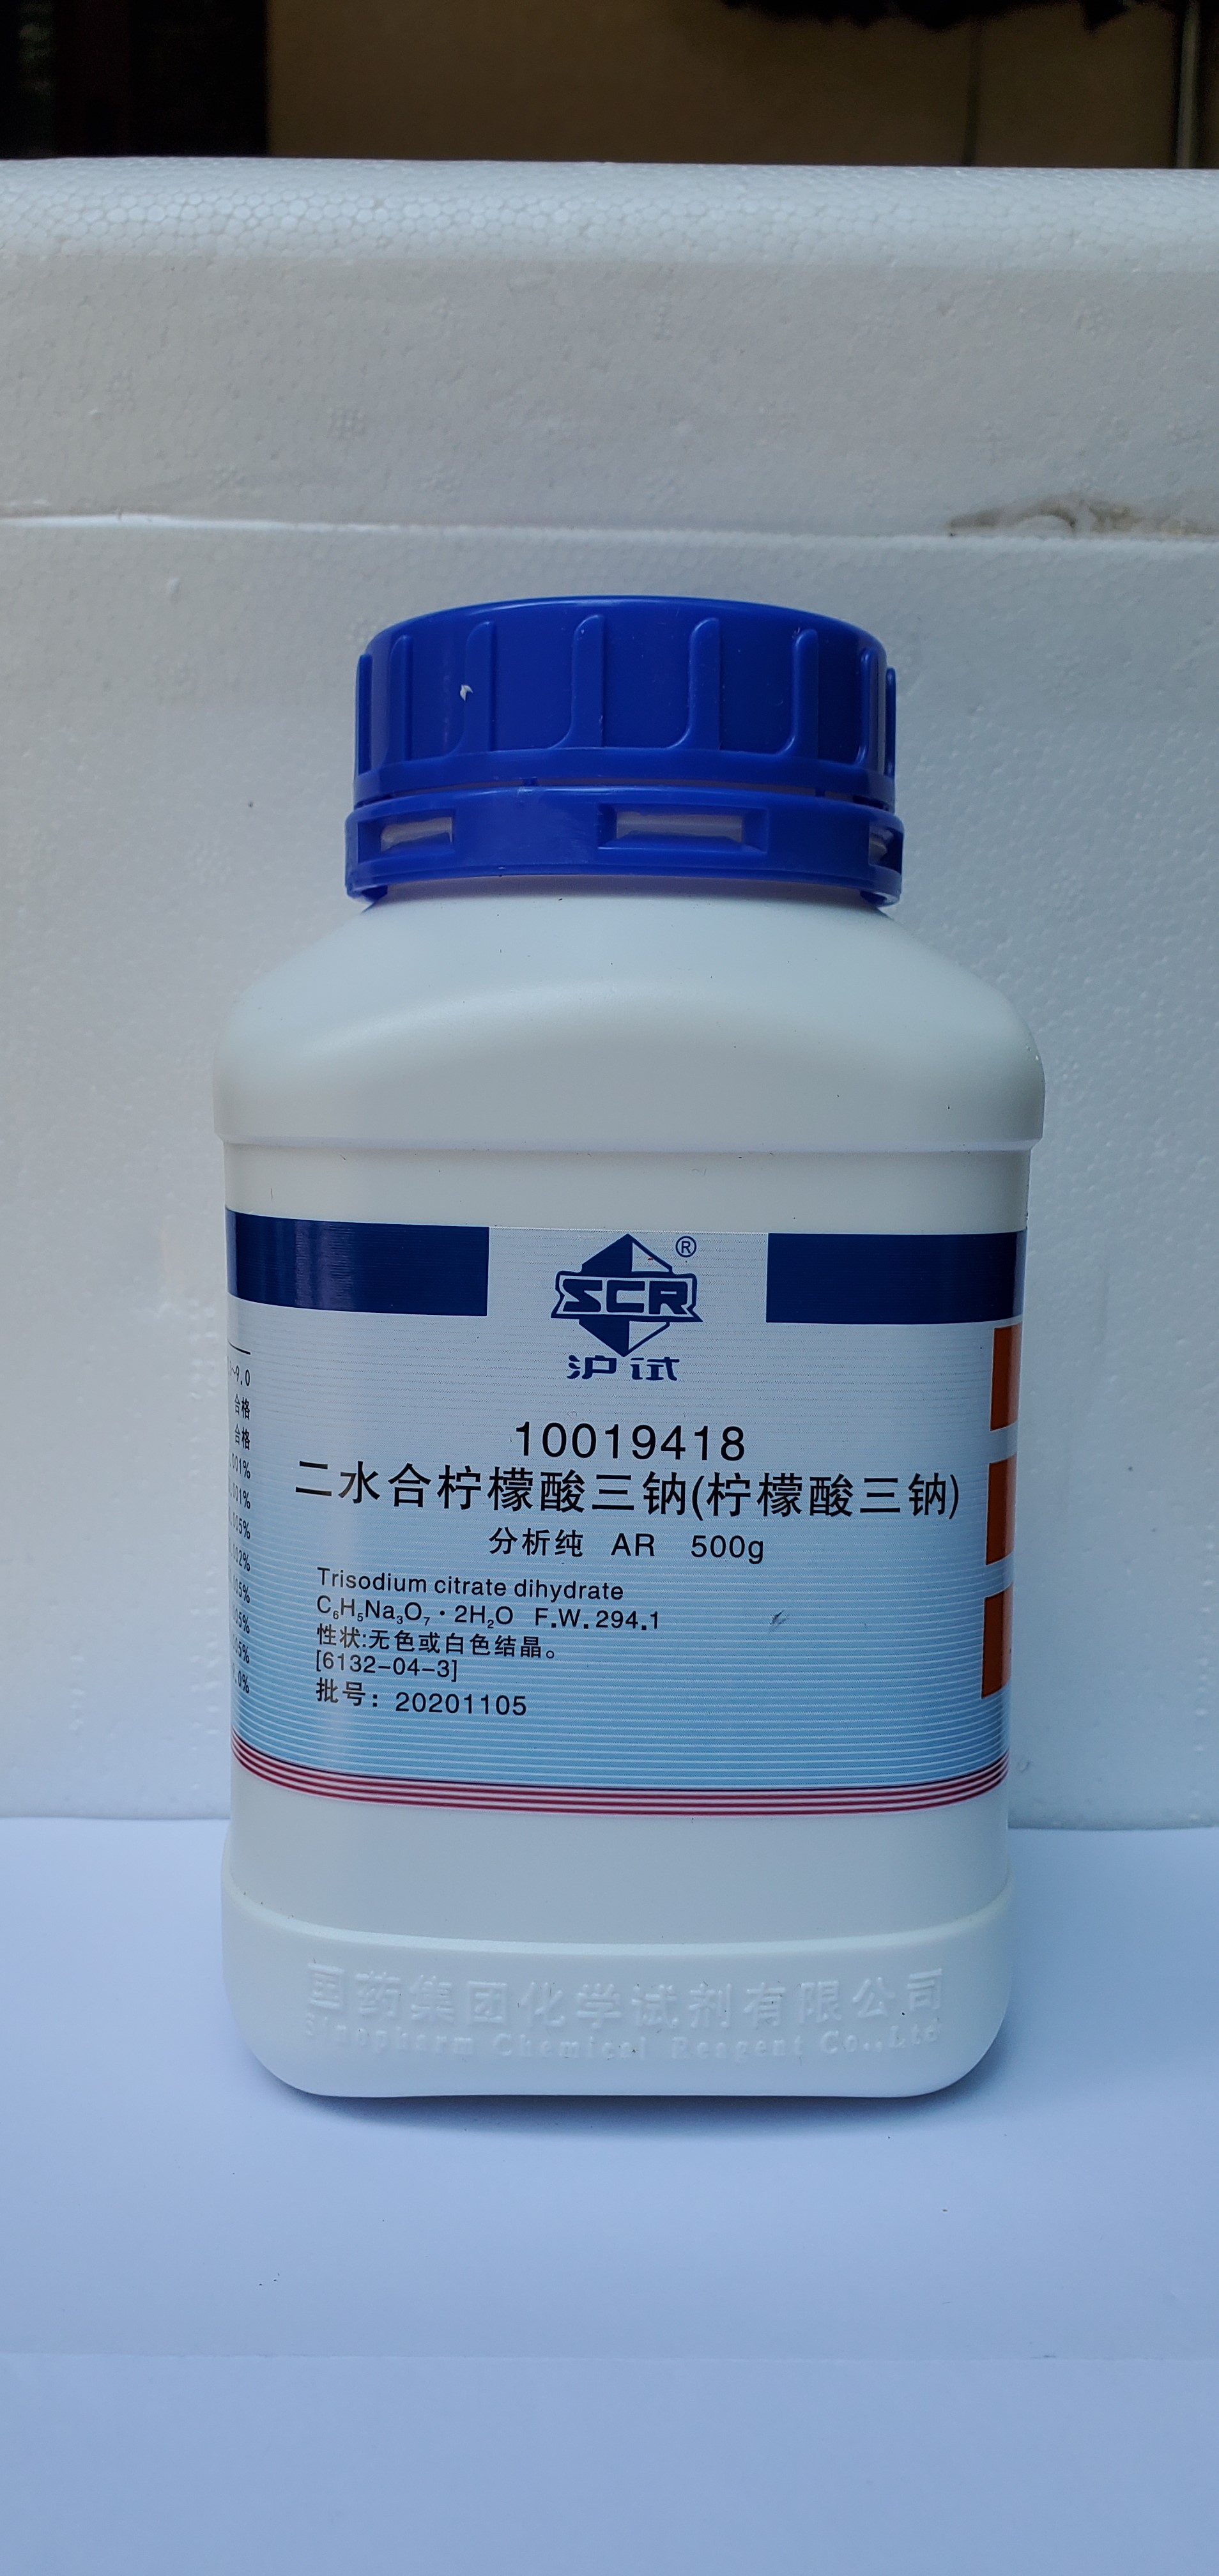 SCR®
沪试
10019418
二水合柠檬酸三钠(柠檬酸三钠)
分析纯 AR 500g
Trisodium citrate dihydrate
C₆H₅Na₃O₇·2H₂O F.W. 294.1
性状:无色或白色结晶。
[6132-04-3]
批号: 20201105
~9.0
合格
合格
国药集团化学试剂有限公司
Sinopharm Chemical Reagent Co.,Ltd